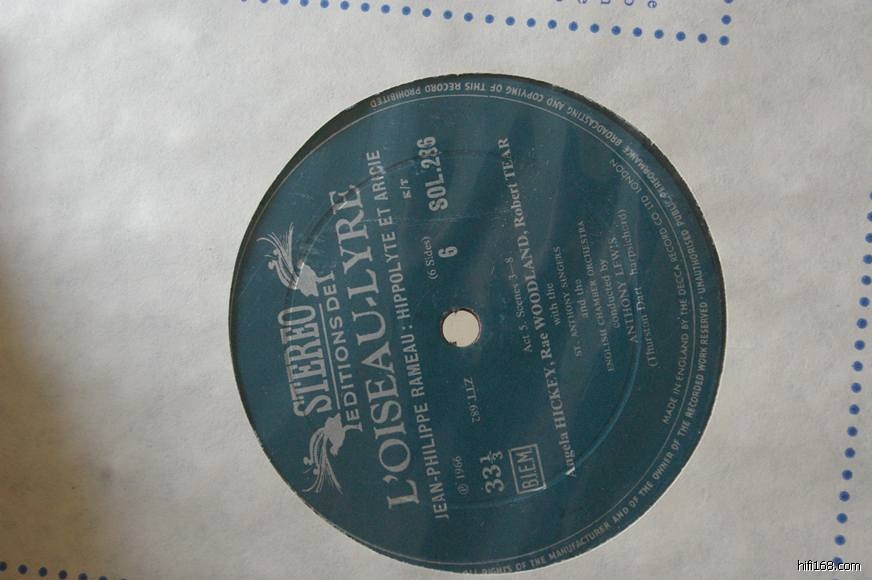 STEREO
EDITIONS DE
L'OISEAU-LYRE
JEAN-PHILIPPE RAMEAU : HIPPOLYTE ET ARICIE
K/T
(6 Sides)
℗ 1966
6
SOL.286
33⅓
ZTT.682
B.I.E.M.
Act 5, Scenes 3–8
Angela HICKEY, Rae WOODLAND, Robert TEAR
with the
ST. ANTHONY SINGERS
and the
ENGLISH CHAMBER ORCHESTRA
conducted by
ANTHONY LEWIS
(Thurston Dart - harpsichord)
MADE IN ENGLAND BY THE DECCA RECORD CO. LTD. LONDON
ALL RIGHTS OF THE MANUFACTURER AND OF THE OWNER OF THE RECORDED WORK RESERVED · UNAUTHORISED PUBLIC PERFORMANCE BROADCASTING AND COPYING OF THIS RECORD PROHIBITED
hifi168.com